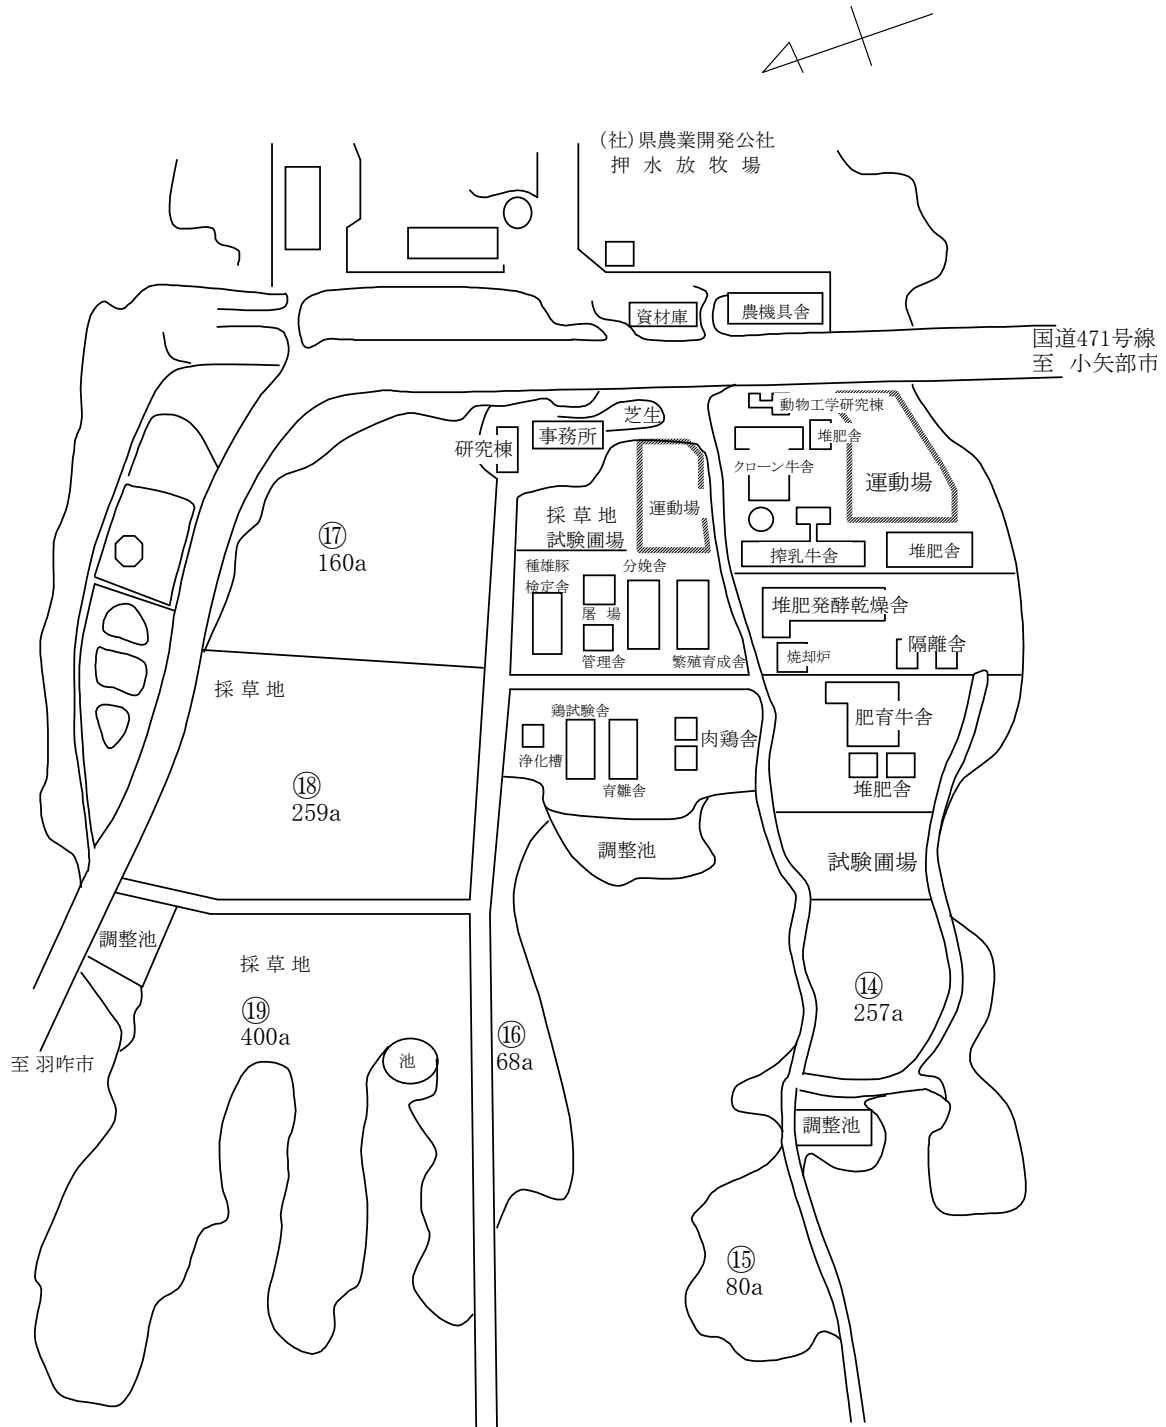 (社)県農業開発公社
押水放牧場
資材庫
農機具舎
国道471号線
至 小矢部市
動物工学研究棟
芝生
事務所
堆肥舎
研究棟
クローン牛舎
運動場
運動場
採草地
試験圃場
⑰
160a
搾乳牛舎
堆肥舎
種雄豚
検定舎
分娩舎
屠場
堆肥発酵乾燥舎
管理舎
繁殖育成舎
焼却炉
隔離舎
採草地
鶏試験舎
肉鶏舎
肥育牛舎
浄化槽
育雛舎
堆肥舎
⑱
259a
調整池
試験圃場
調整池
採草地
⑲
400a
⑭
257a
⑯
68a
池
至 羽咋市
調整池
⑮
80a